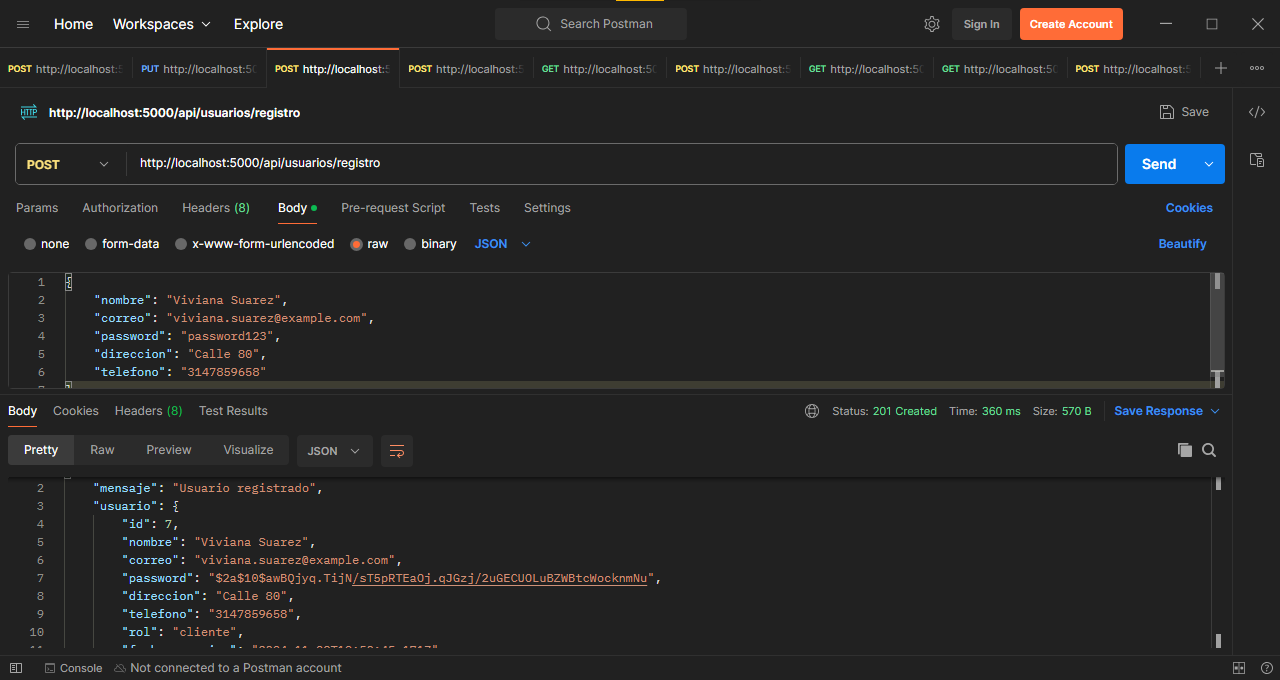 Home Workspaces Explore Search Postman Sign In Create Account
POST http://localhost:5 PUT http://localhost:50 POST http://localhost:5 POST http://localhost:5 GET http://localhost:50 POST http://localhost:5 GET http://localhost:50 GET http://localhost:50 POST http://localhost:5
HTTP http://localhost:5000/api/usuarios/registro Save
POST http://localhost:5000/api/usuarios/registro Send
Params Authorization Headers (8) Body Pre-request Script Tests Settings Cookies
none form-data x-www-form-urlencoded raw binary JSON Beautify
1 {
2 "nombre": "Viviana Suarez",
3 "correo": "viviana.suarez@example.com",
4 "password": "password123",
5 "direccion": "Calle 80",
6 "telefono": "3147859658"
7 }
Body Cookies Headers (8) Test Results Status: 201 Created Time: 360 ms Size: 570 B Save Response
Pretty Raw Preview Visualize JSON
2 "mensaje": "Usuario registrado",
3 "usuario": {
4 "id": 7,
5 "nombre": "Viviana Suarez",
6 "correo": "viviana.suarez@example.com",
7 "password": "$2a$10$awBQjyq.TijN/sT5pRTEaOj.qJGzj/2uGECUOLuBZWBtcWocknmNu",
8 "direccion": "Calle 80",
9 "telefono": "3147859658",
10 "rol": "cliente",
11
Console Not connected to a Postman account